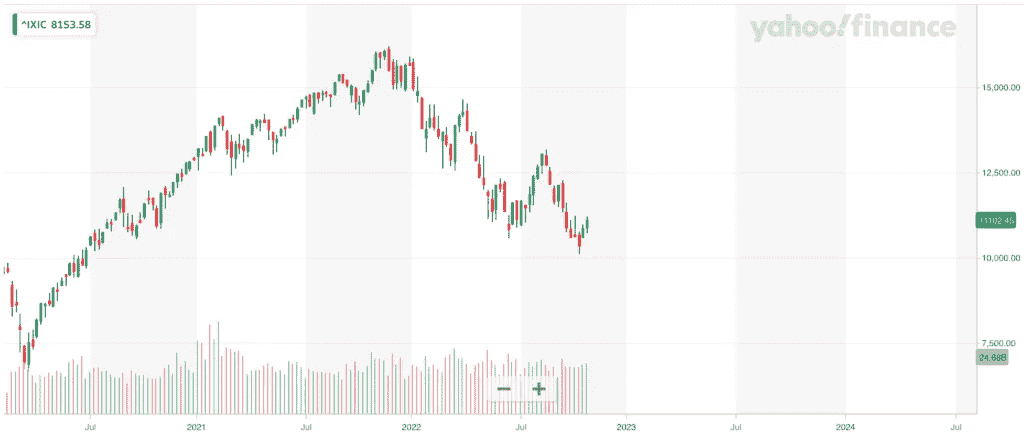 ^IXIC 8153.58
yahoo!finance
15,000.00
12,500.00
11102.45
10,000.00
7,500.00
24.68B
Jul
2021
Jul
2022
Jul
2023
Jul
2024
Jul